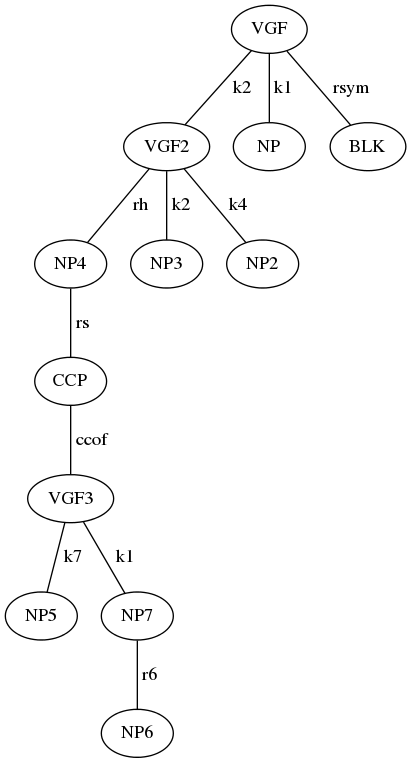 VGF
k2 k1 rsym
VGF2 NP BLK
rh k2 k4
NP4 NP3 NP2
rs
CCP
ccof
VGF3
k7 k1
NP5 NP7
r6
NP6